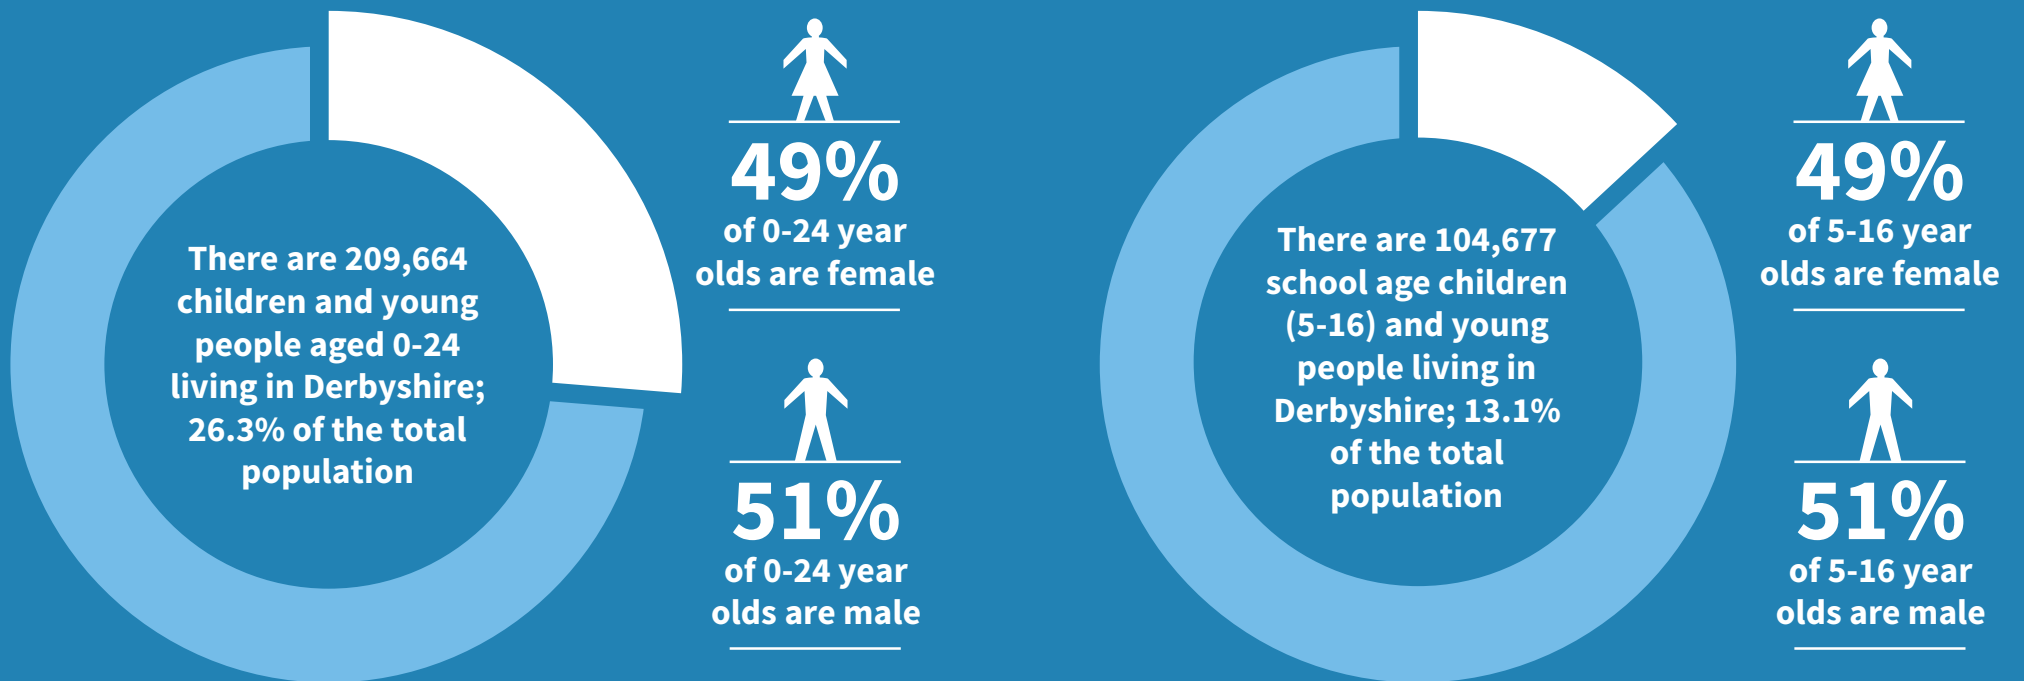 There are 209,664
children and young
people aged 0-24
living in Derbyshire;
26.3% of the total
population
49%
of 0-24 year
olds are female
51%
of 0-24 year
olds are male
There are 104,677
school age children
(5-16) and young
people living in
Derbyshire; 13.1%
of the total
population
49%
of 5-16 year
olds are female
51%
of 5-16 year
olds are male